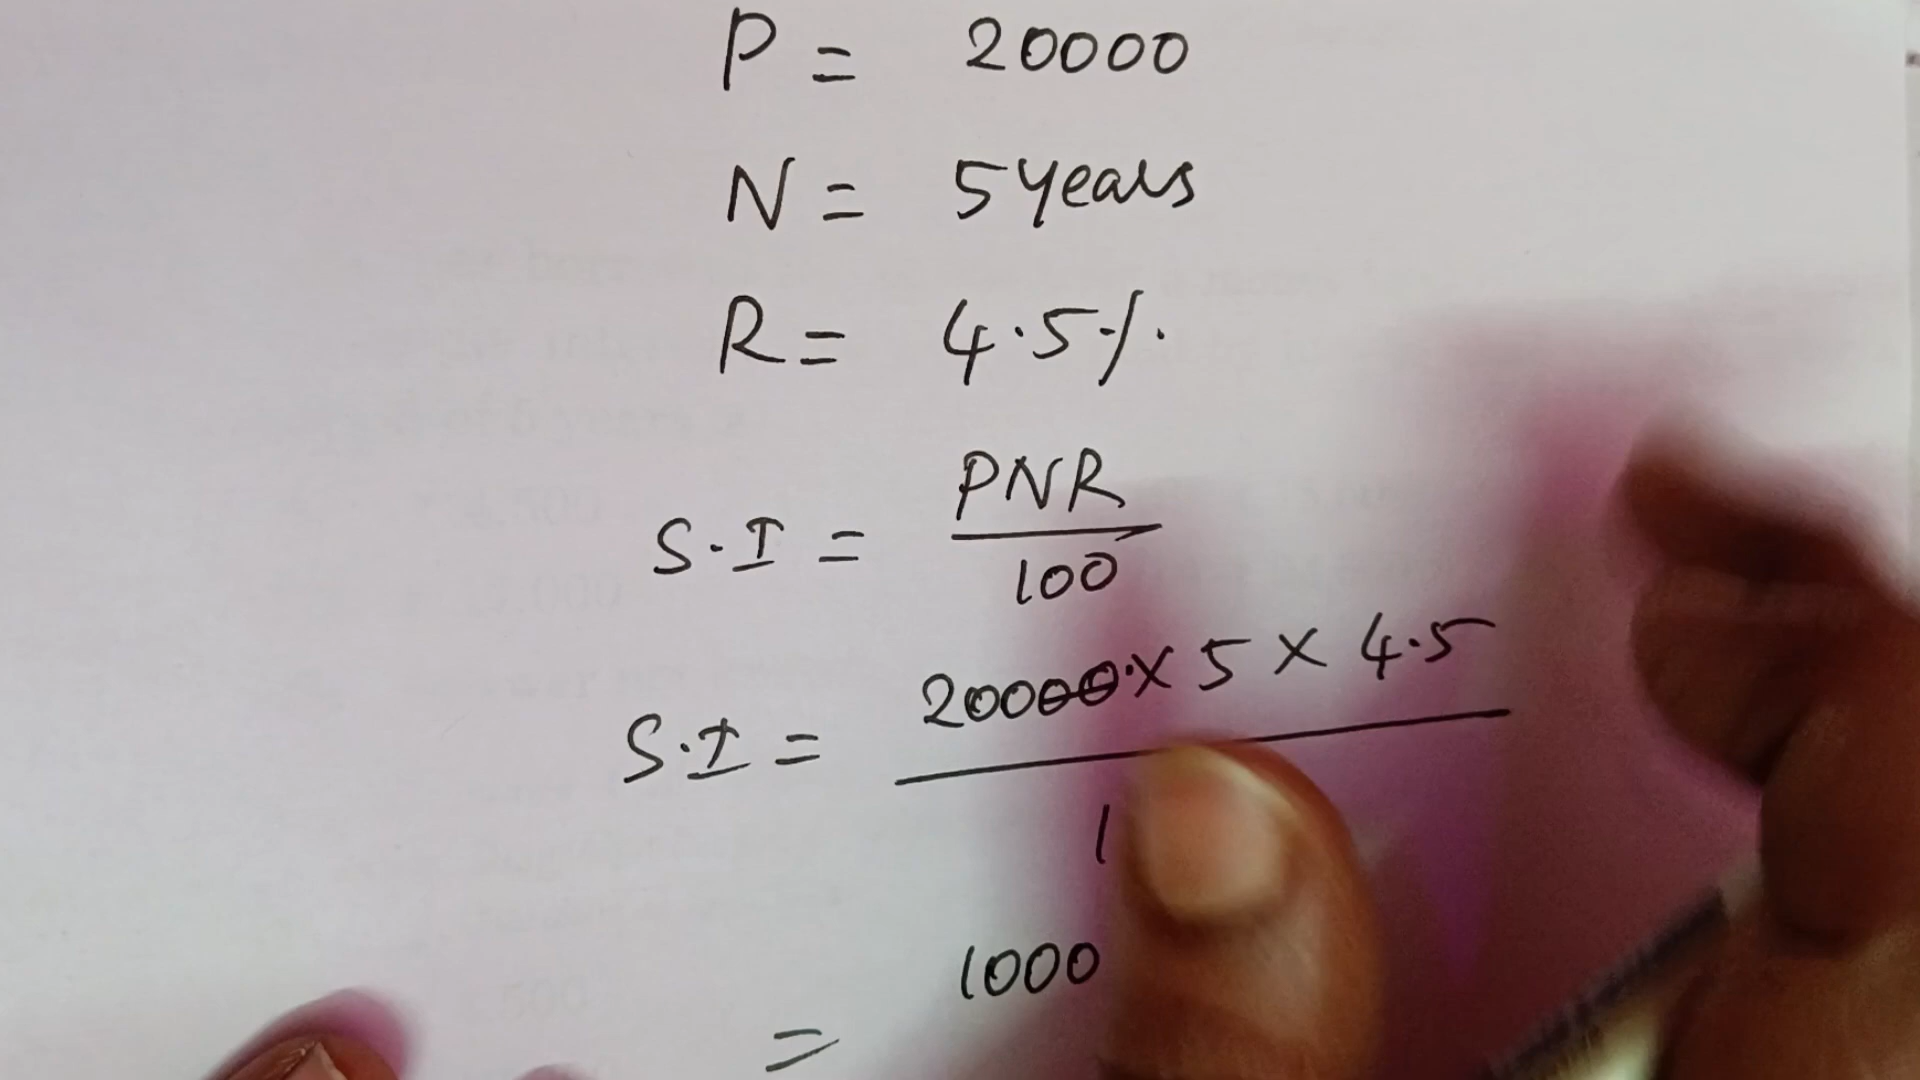 P = 20000
N = 5 years
R = 4.5%
S.I = PNR
100
S.I = 20000 × 5 × 4.5
1
1000
=